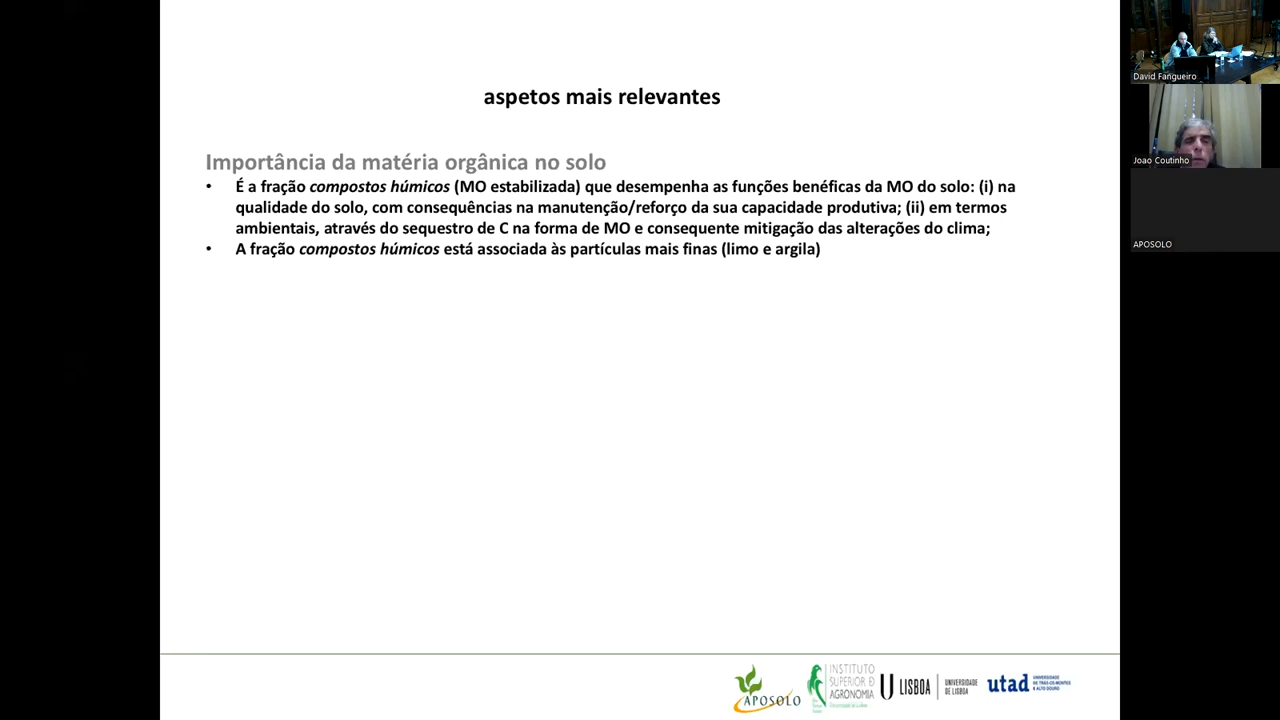 aspetos mais relevantes
Importância da matéria orgânica no solo
• É a fração compostos húmicos (MO estabilizada) que desempenha as funções benéficas da MO do solo: (i) na
qualidade do solo, com consequências na manutenção/reforço da sua capacidade produtiva; (ii) em termos
ambientais, através do sequestro de C na forma de MO e consequente mitigação das alterações do clima;
• A fração compostos húmicos está associada às partículas mais finas (limo e argila)
David Fangueiro
Joao Coutinho
APOSOLO
APOSOLO
INSTITUTO
SUPERIOR D
AGRONOMIA
Universidade de Lisboa
U LISBOA
UNIVERSIDADE
DE LISBOA
utad
UNIVERSIDADE
DE TRÁS-OS-MONTES
E ALTO DOURO